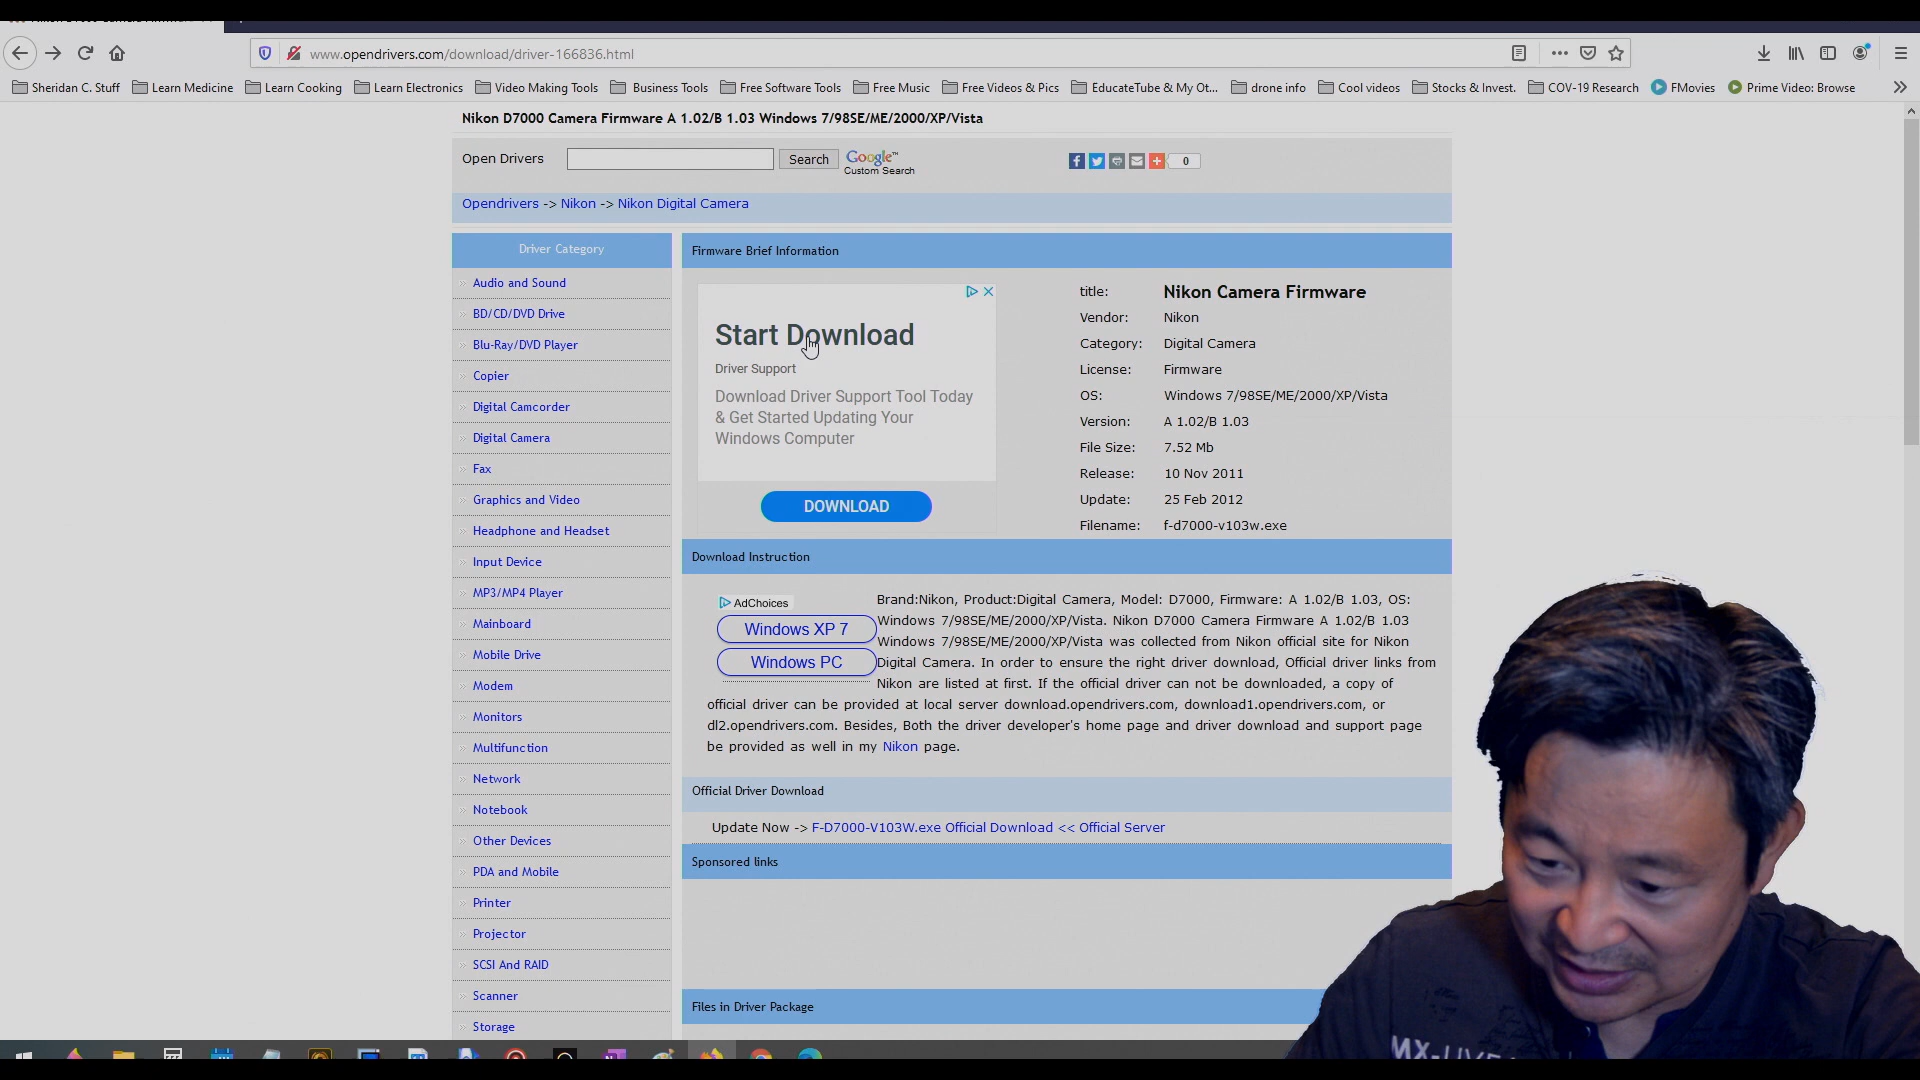 www.opendrivers.com/download/driver-166836.html
Sheridan C. Stuff Learn Medicine Learn Cooking Learn Electronics Video Making Tools Business Tools Free Software Tools Free Music Free Videos & Pics EducateTube & My Ot... drone info Cool videos Stocks & Invest. COV-19 Research FMovies Prime Video: Browse
Nikon D7000 Camera Firmware A 1.02/B 1.03 Windows 7/98SE/ME/2000/XP/Vista
Open Drivers Search Google™ Custom Search 0
Opendrivers -> Nikon -> Nikon Digital Camera
Driver Category
Audio and Sound
BD/CD/DVD Drive
Blu-Ray/DVD Player
Copier
Digital Camcorder
Digital Camera
Fax
Graphics and Video
Headphone and Headset
Input Device
MP3/MP4 Player
Mainboard
Mobile Drive
Modem
Monitors
Multifunction
Network
Notebook
Other Devices
PDA and Mobile
Printer
Projector
SCSI And RAID
Scanner
Storage
Firmware Brief Information
Start Download
Driver Support
Download Driver Support Tool Today
& Get Started Updating Your
Windows Computer
DOWNLOAD
title: Nikon Camera Firmware
Vendor: Nikon
Category: Digital Camera
License: Firmware
OS: Windows 7/98SE/ME/2000/XP/Vista
Version: A 1.02/B 1.03
File Size: 7.52 Mb
Release: 10 Nov 2011
Update: 25 Feb 2012
Filename: f-d7000-v103w.exe
Download Instruction
AdChoices
Windows XP 7
Windows PC
Brand:Nikon, Product:Digital Camera, Model: D7000, Firmware: A 1.02/B 1.03, OS:
Windows 7/98SE/ME/2000/XP/Vista. Nikon D7000 Camera Firmware A 1.02/B 1.03
Windows 7/98SE/ME/2000/XP/Vista was collected from Nikon official site for Nikon
Digital Camera. In order to ensure the right driver download, Official driver links from
Nikon are listed at first. If the official driver can not be downloaded, a copy of
official driver can be provided at local server download.opendrivers.com, download1.opendrivers.com, or
dl2.opendrivers.com. Besides, Both the driver developer's home page and driver download and support page
be provided as well in my Nikon page.
Official Driver Download
Update Now -> F-D7000-V103W.exe Official Download << Official Server
Sponsored links
Files in Driver Package